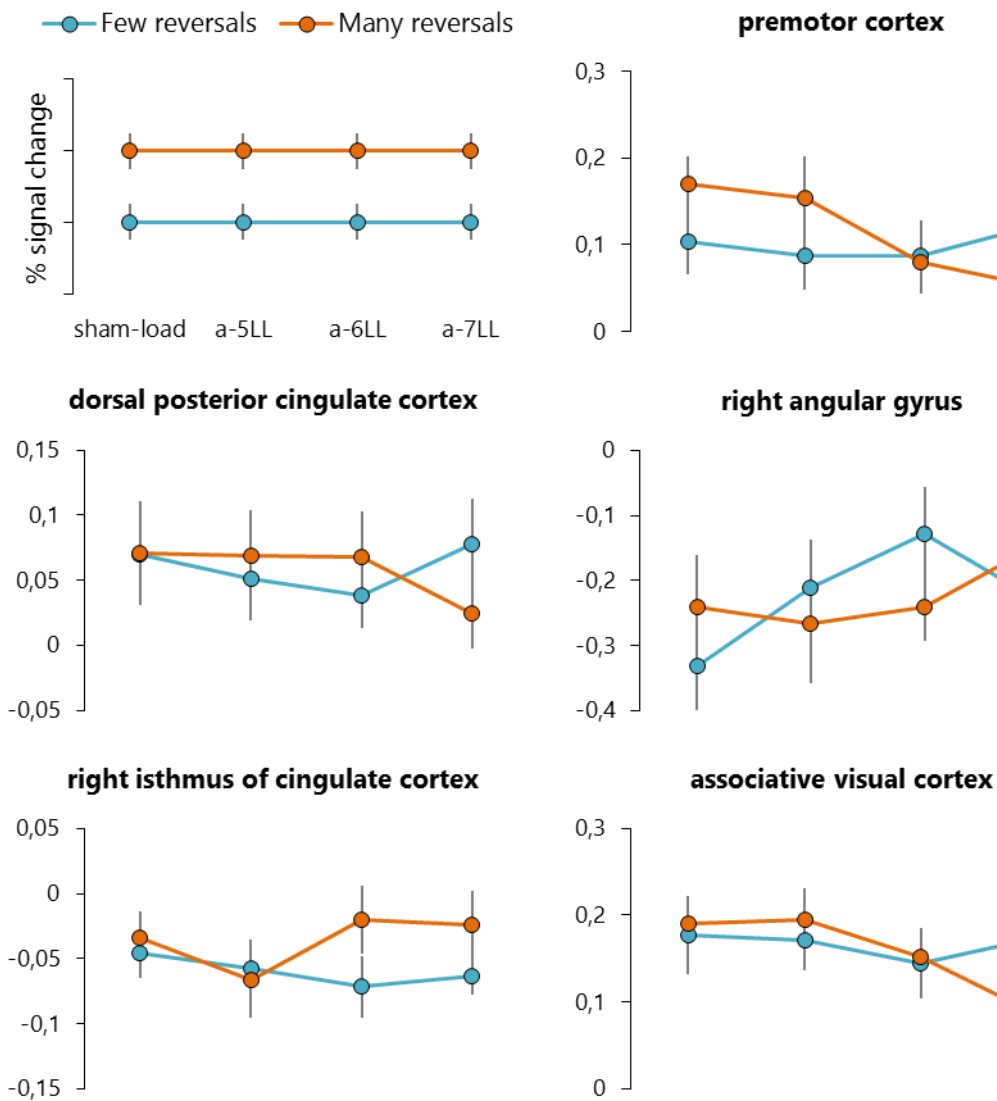 Few reversals
Many reversals
% signal change
sham-load a-5LL a-6LL a-7LL
premotor cortex
0,3
0,2
0,1
0
dorsal posterior cingulate cortex
0,15
0,1
0,05
0
-0,05
right angular gyrus
0
-0,1
-0,2
-0,3
-0,4
right isthmus of cingulate cortex
0,05
0
-0,05
-0,1
-0,15
associative visual cortex
0,3
0,2
0,1
0